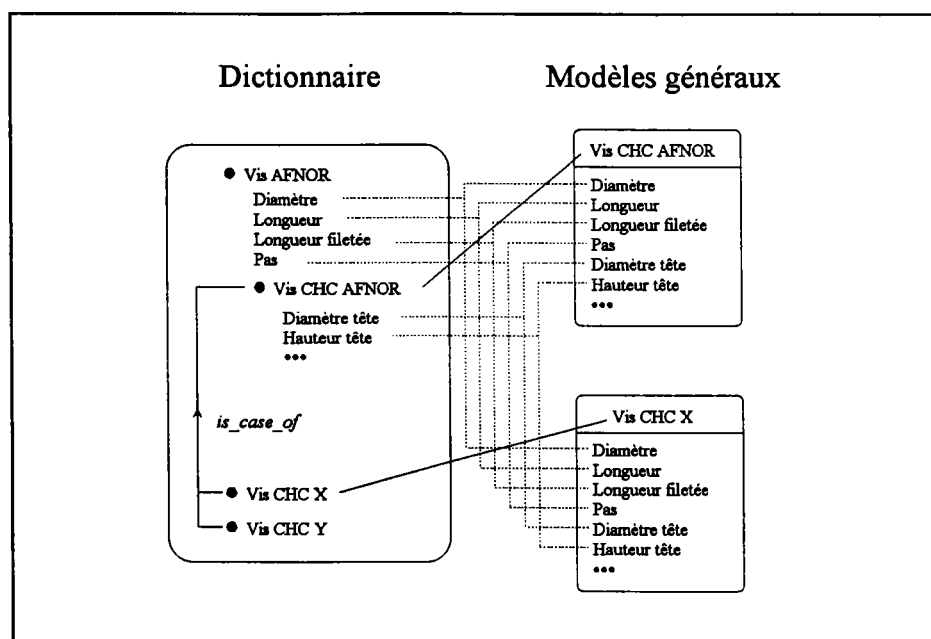 Dictionnaire
Modèles généraux
Vis AFNOR
Diamètre
Longueur
Longueur filetée
Pas
Vis CHC AFNOR
Diamètre tête
Hauteur tête
•••
is_case_of
Vis CHC X
Vis CHC Y
Vis CHC AFNOR
Diamètre
Longueur
Longueur filetée
Pas
Diamètre tête
Hauteur tête
•••
Vis CHC X
Diamètre
Longueur
Longueur filetée
Pas
Diamètre tête
Hauteur tête
•••